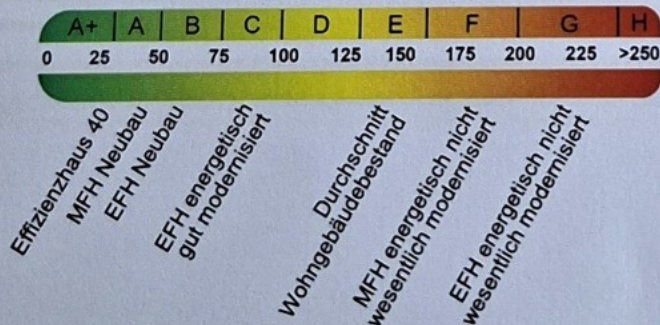 A+ A B C D E F G H
0 25 50 75 100 125 150 175 200 225 >250
Effizienzhaus 40
MFH Neubau
EFH Neubau
EFH energetisch
gut modernisiert
Durchschnitt
Wohngebäudebestand
MFH energetisch nicht
wesentlich modernisiert
EFH energetisch nicht
wesentlich modernisiert